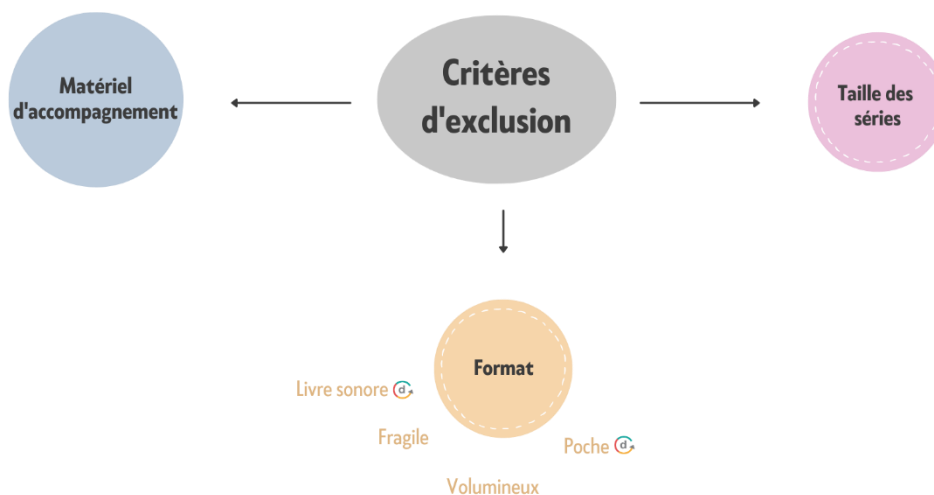 Critères
d'exclusion
Matériel
d'accompagnement
Taille des
séries
Format
Livre sonore d
Fragile
Poche d
Volumineux